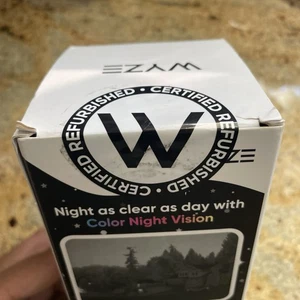 WYZE
CERTIFIED REFURBISHED • CERTIFIED REFURBISHED •
W
ZE
Night as clear as day with
Color Night Vision